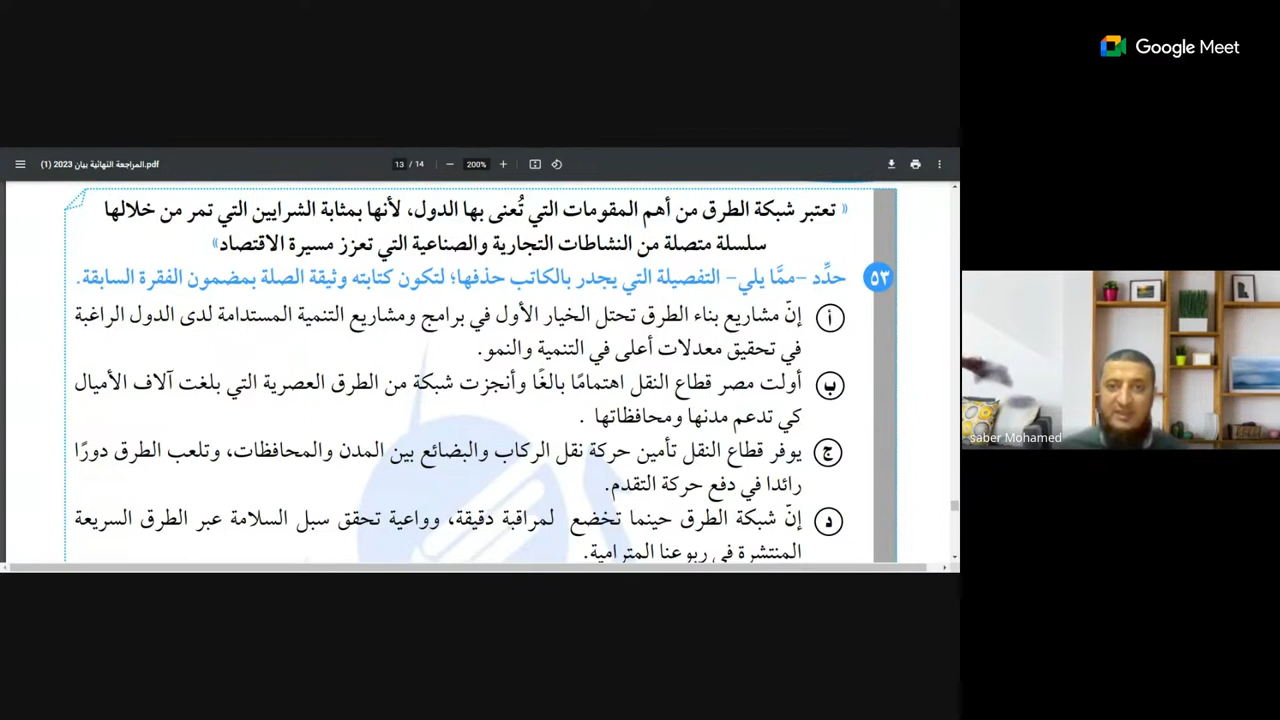 Google Meet
المراجعة النهائية بيان 2023 (1).pdf
13 / 14
200%
« تعتبر شبكة الطرق من أهم المقومات التي تُعنى بها الدول، لأنها بمثابة الشرايين التي تمر من خلالها
سلسلة متصلة من النشاطات التجارية والصناعية التي تعزز مسيرة الاقتصاد»
٥٣ حدِّد -ممَّا يلي- التفصيلة التي يجدر بالكاتب حذفها؛ لتكون كتابته وثيقة الصلة بمضمون الفقرة السابقة.
أ إنّ مشاريع بناء الطرق تحتل الخيار الأول في برامج ومشاريع التنمية المستدامة لدى الدول الراغبة
في تحقيق معدلات أعلى في التنمية والنمو.
ب أولت مصر قطاع النقل اهتمامًا بالغًا وأنجزت شبكة من الطرق العصرية التي بلغت آلاف الأميال
كي تدعم مدنها ومحافظاتها .
ج يوفر قطاع النقل تأمين حركة نقل الركاب والبضائع بين المدن والمحافظات، وتلعب الطرق دورًا
رائدا في دفع حركة التقدم.
د إنّ شبكة الطرق حينما تخضع لمراقبة دقيقة، وواعية تحقق سبل السلامة عبر الطرق السريعة
المنتشرة في ربوعنا المترامية.
saber Mohamed